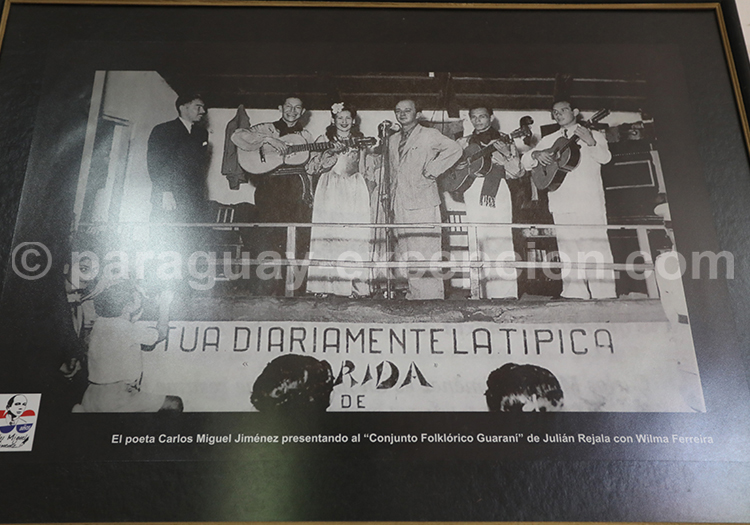 © paraguay-excepcion.com
TUA DIARIAMENTE LA TIPICA
RIDA
DE
El poeta Carlos Miguel Jiménez presentando al “Conjunto Folklórico Guaraní” de Julián Rejala con Wilma Ferreira